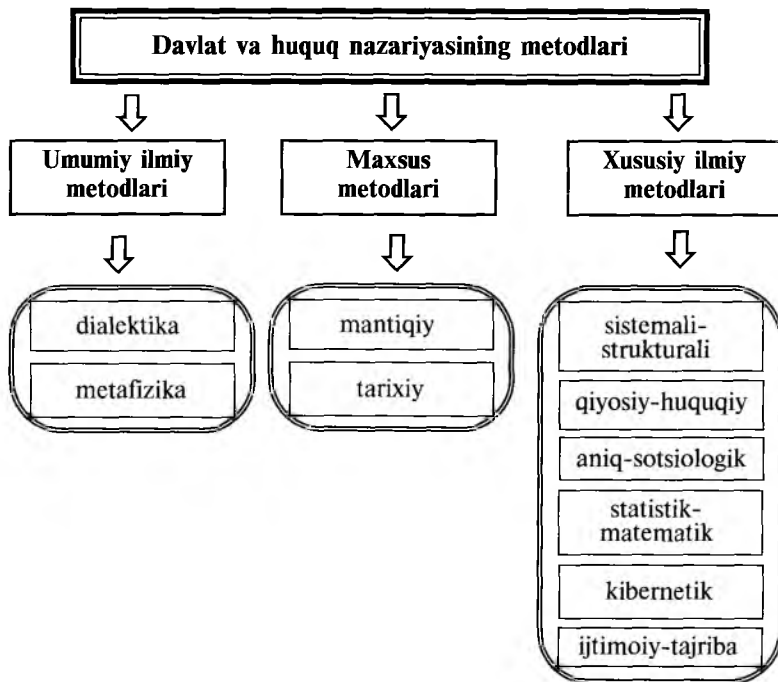 Davlat va huquq nazariyasining metodlari
Umumiy ilmiy
metodlari
Maxsus
metodlari
Xususiy ilmiy
metodlari
dialektika
metafizika
mantiqiy
tarixiy
sistemali-
strukturali
qiyosiy-huquqiy
aniq-sotsiologik
statistik-
matematik
kibernetik
ijtimoiy-tajriba